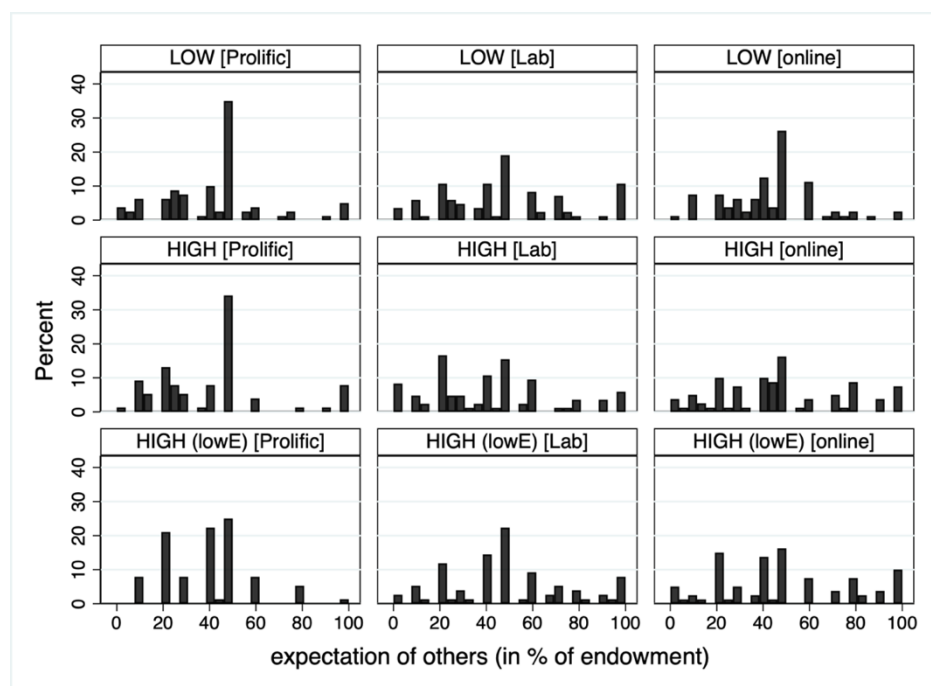 LOW [Prolific]
LOW [Lab]
LOW [online]
0 10 20 30 40
HIGH [Prolific]
HIGH [Lab]
HIGH [online]
0 10 20 30 40
Percent
HIGH (lowE) [Prolific]
HIGH (lowE) [Lab]
HIGH (lowE) [online]
0 10 20 30 40
0 20 40 60 80 100
0 20 40 60 80 100
0 20 40 60 80 100
expectation of others (in % of endowment)